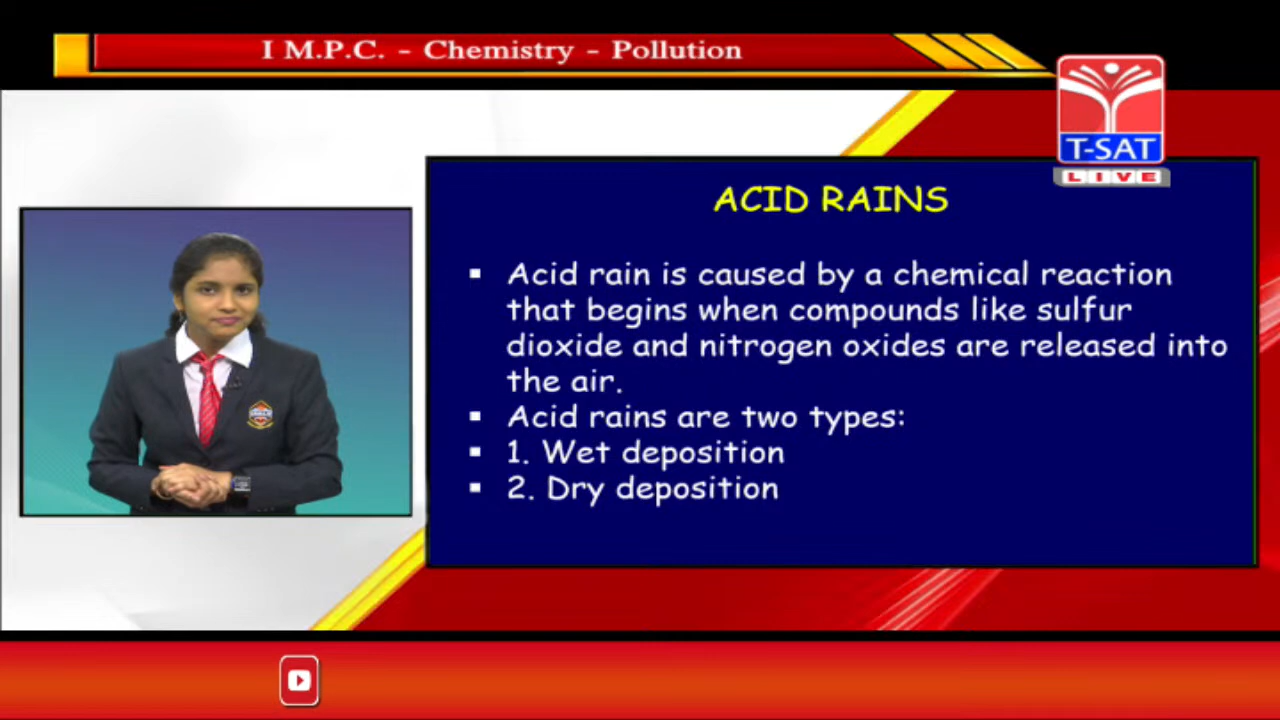 I M.P.C. - Chemistry - Pollution
T-SAT
LIVE
ACID RAINS
▪ Acid rain is caused by a chemical reaction
that begins when compounds like sulfur
dioxide and nitrogen oxides are released into
the air.
▪ Acid rains are two types:
▪ 1. Wet deposition
▪ 2. Dry deposition